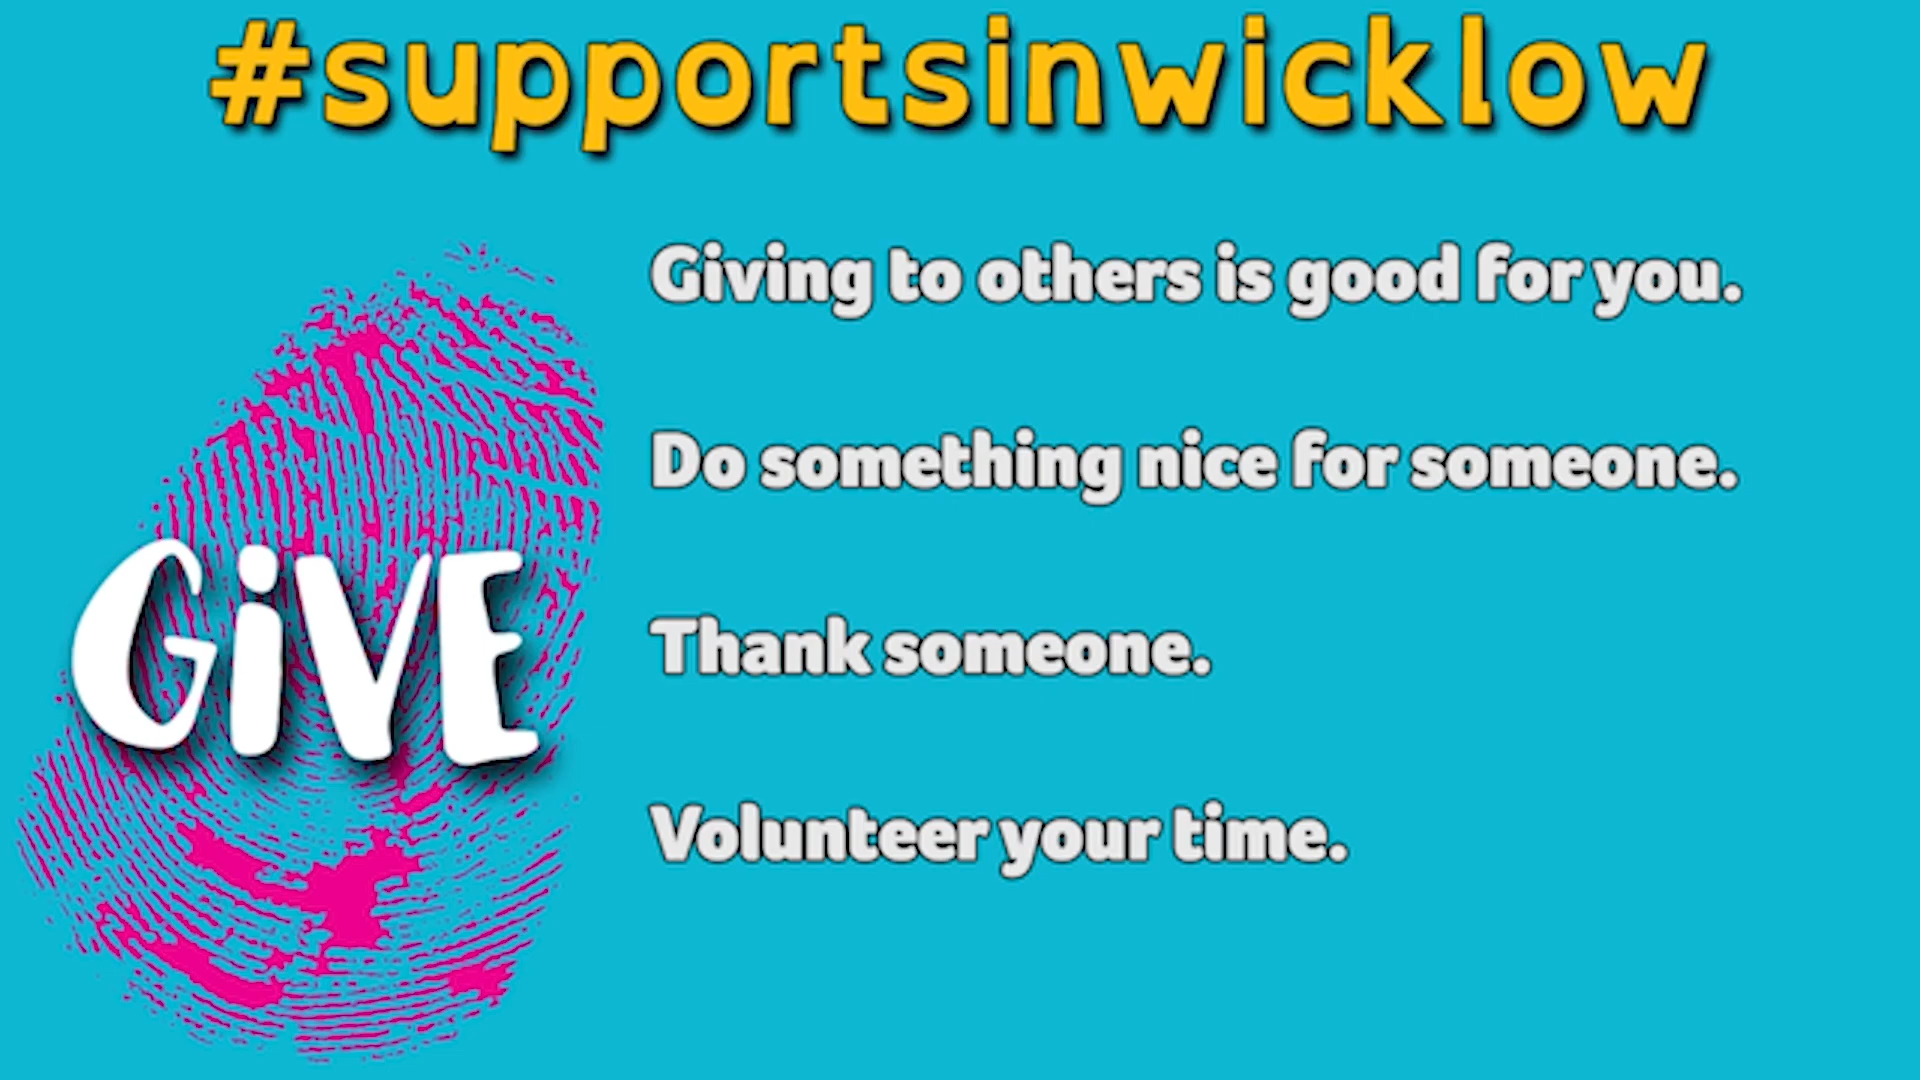 #supportsinwicklow
Giving to others is good for you.
Do something nice for someone.
GiVE
Thank someone.
Volunteer your time.